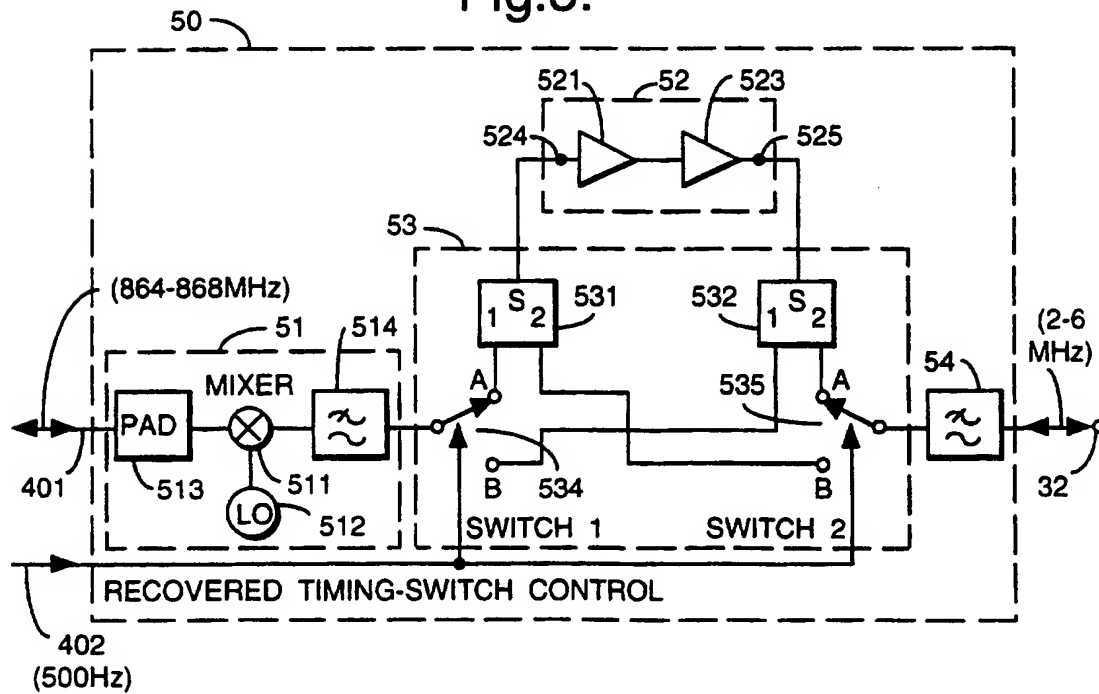 Fig.5.
50
521
52
523
524
525
53
(864-868MHz)
1 S 2
531
532
1 S 2
(2-6
MHz)
51
514
MIXER
A
535
A
54
PAD
401
513
511
LO
512
B
534
B
32
SWITCH 1
SWITCH 2
RECOVERED TIMING-SWITCH CONTROL
402
(500Hz)